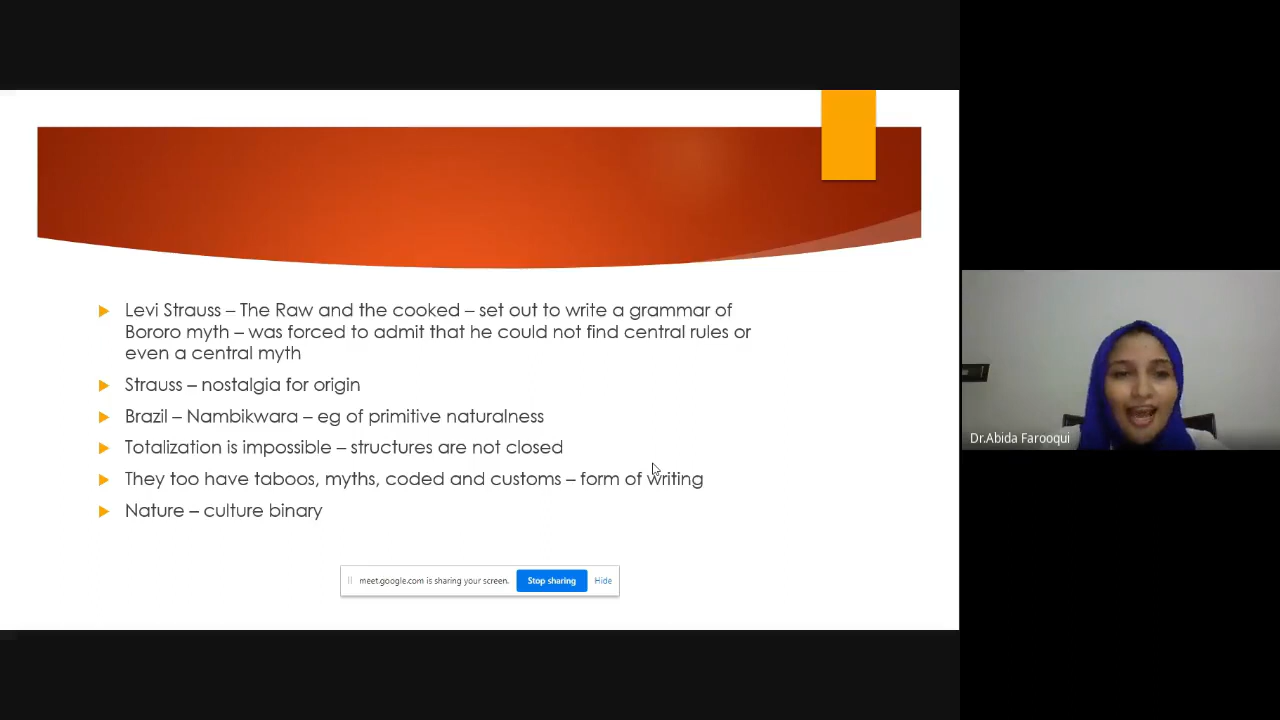 Levi Strauss – The Raw and the cooked – set out to write a grammar of
Bororo myth – was forced to admit that he could not find central rules or
even a central myth
Strauss – nostalgia for origin
Brazil – Nambikwara – eg of primitive naturalness
Totalization is impossible – structures are not closed
They too have taboos, myths, coded and customs – form of writing
Nature – culture binary
meet.google.com is sharing your screen.
Stop sharing
Hide
Dr.Abida Farooqui